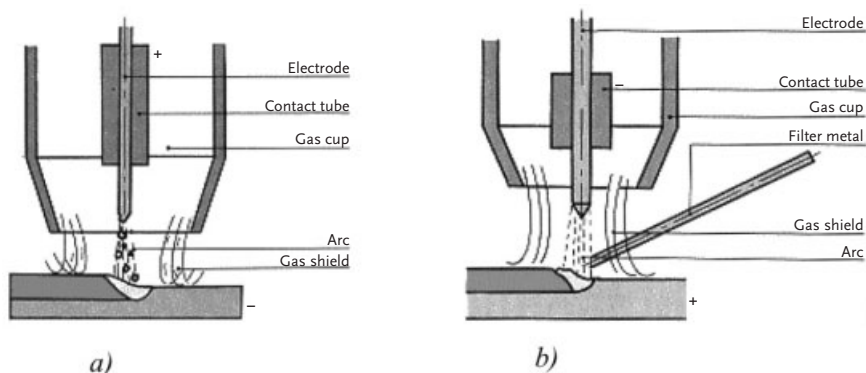 +
Electrode
Contact tube
Gas cup
Arc
Gas shield
−
a)
Electrode
−
Contact tube
Gas cup
Filter metal
Gas shield
Arc
+
b)